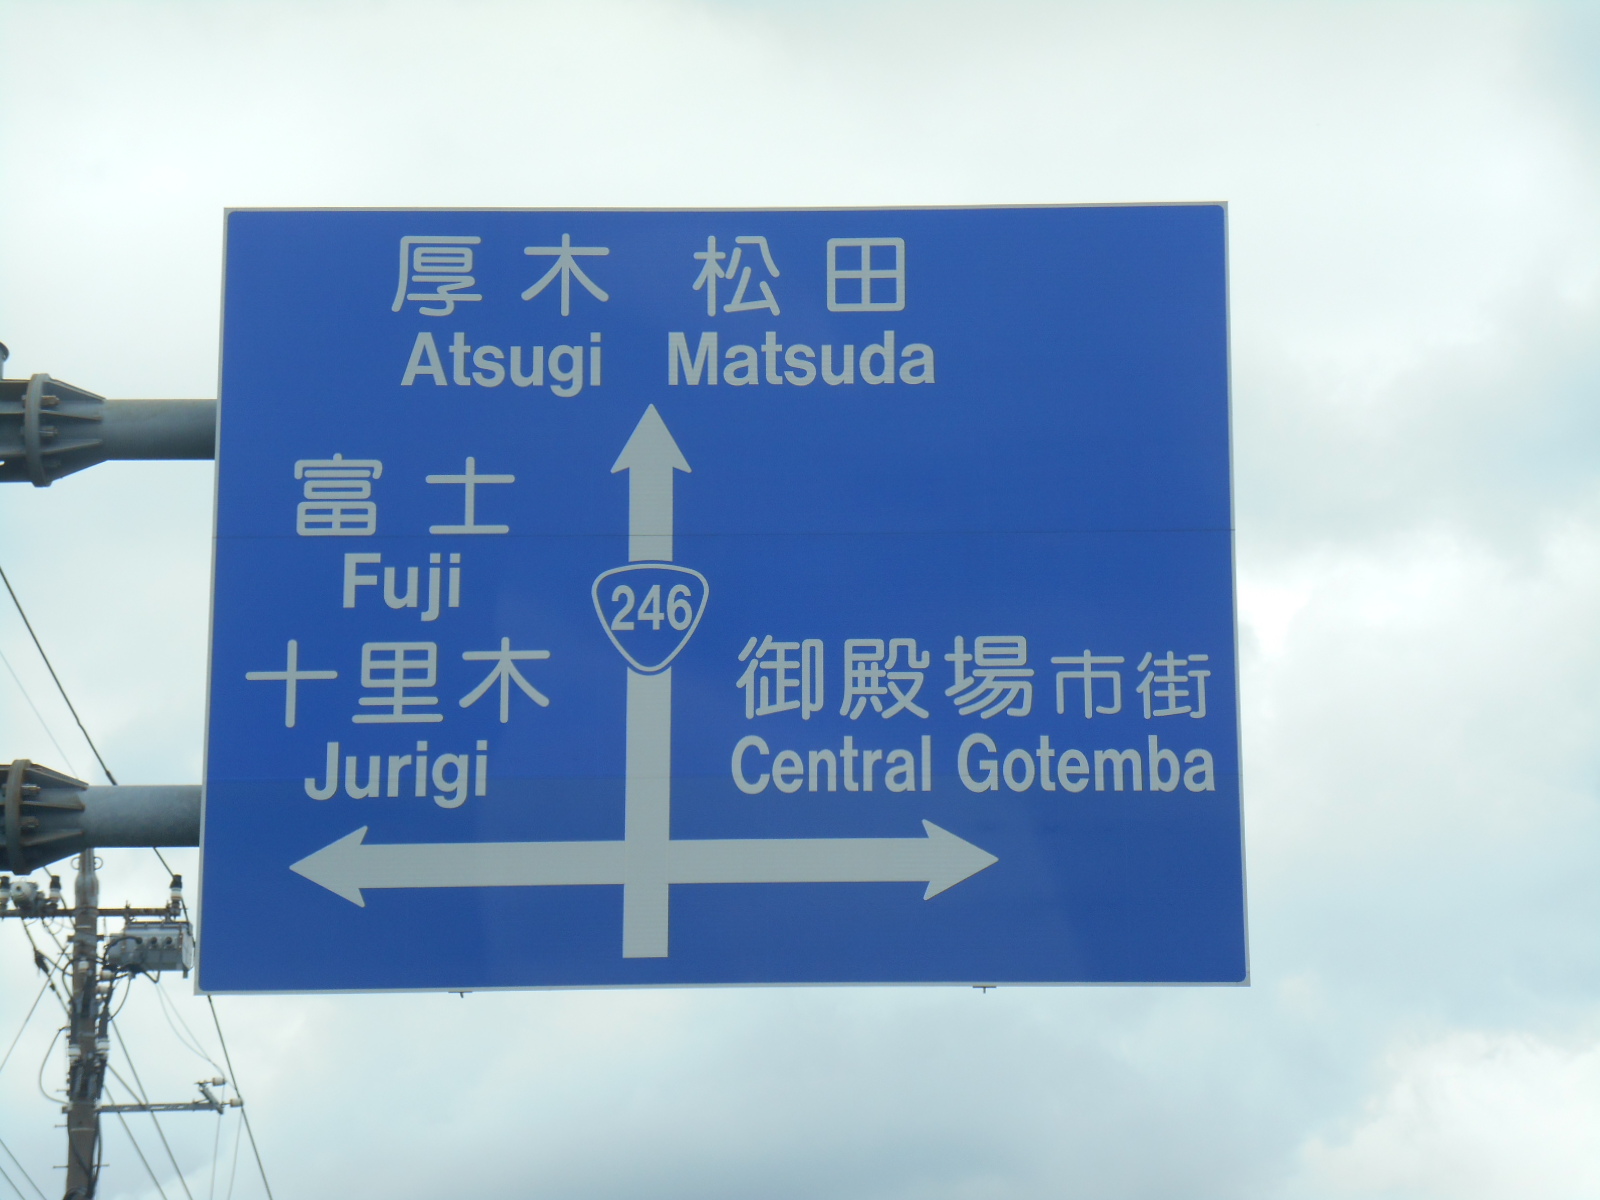 厚木 松田
Atsugi Matsuda
富士
Fuji
246
十里木
Jurigi
御殿場市街
Central Gotemba